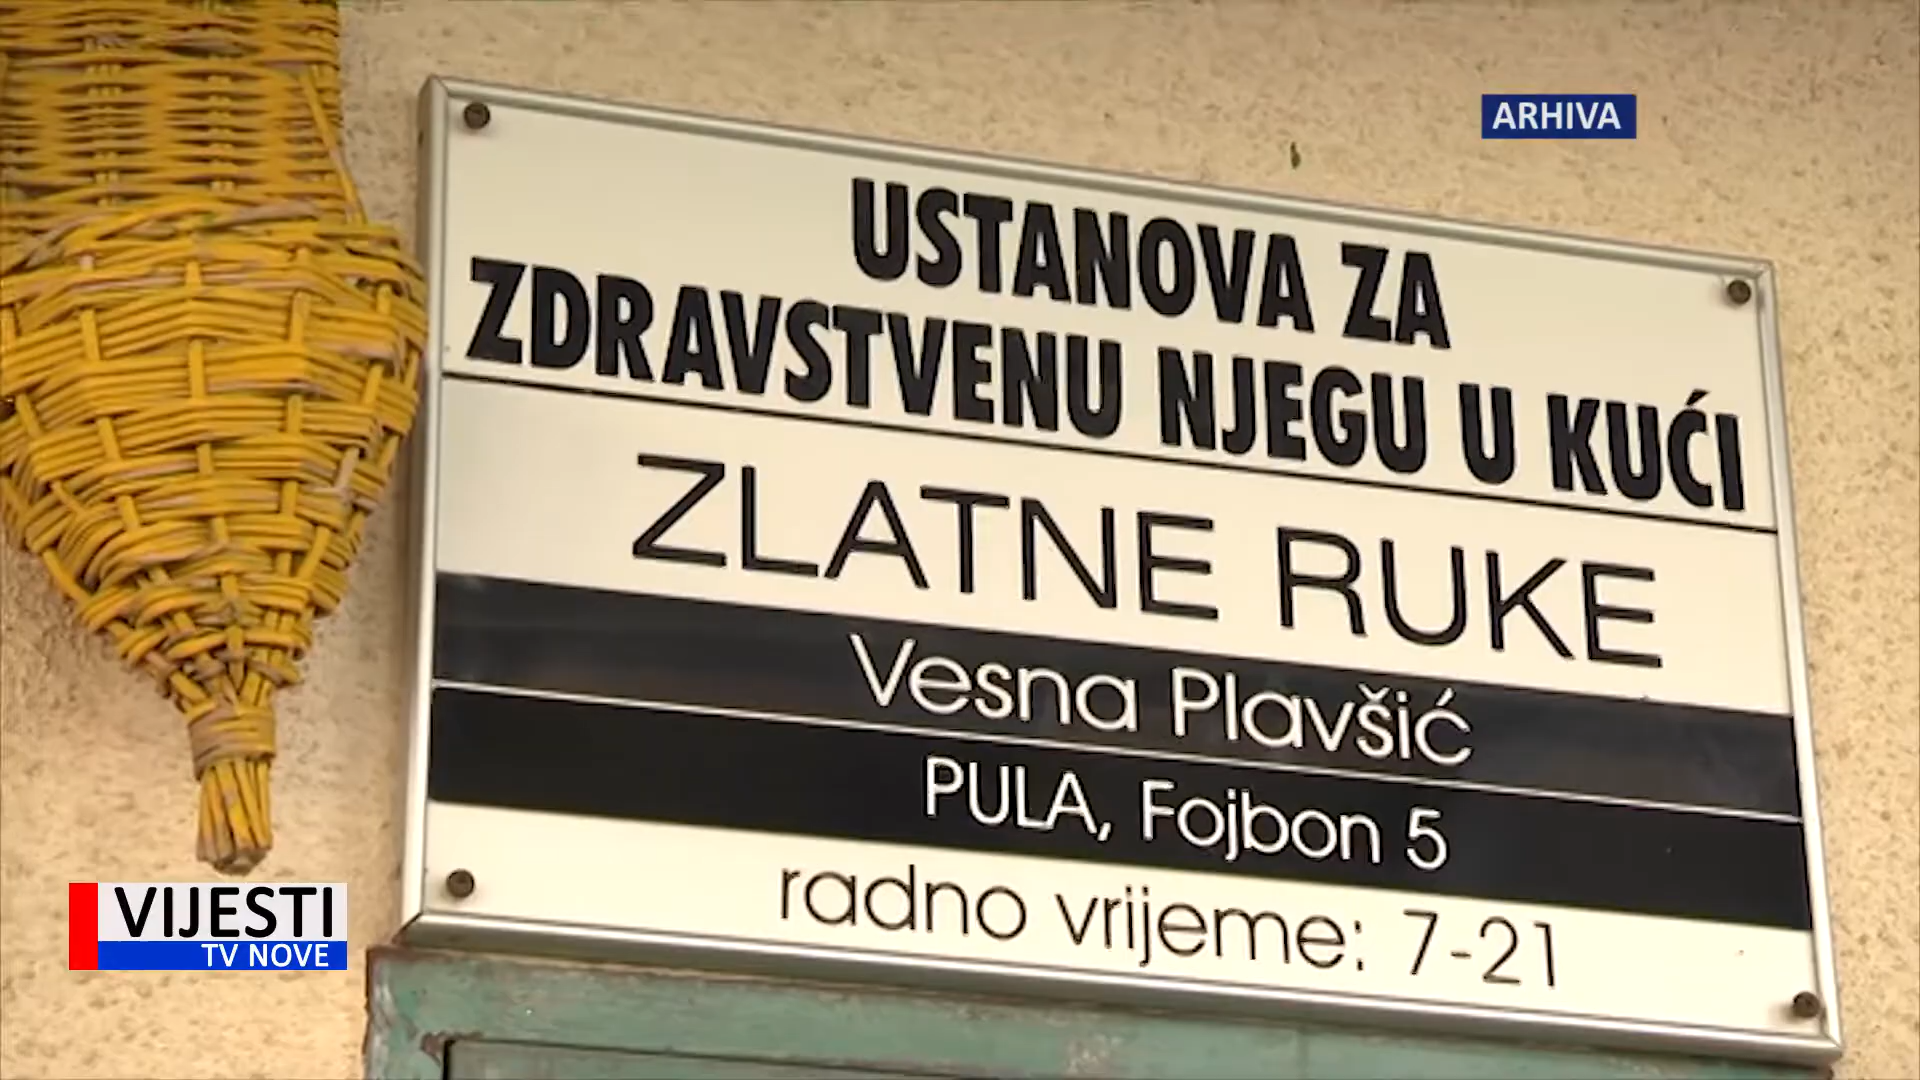 ARHIVA
USTANOVA ZA
ZDRAVSTVENU NJEGU U KUĆI
ZLATNE RUKE
Vesna Plavšić
PULA, Fojbon 5
radno vrijeme: 7-21
VIJESTI
TV NOVE